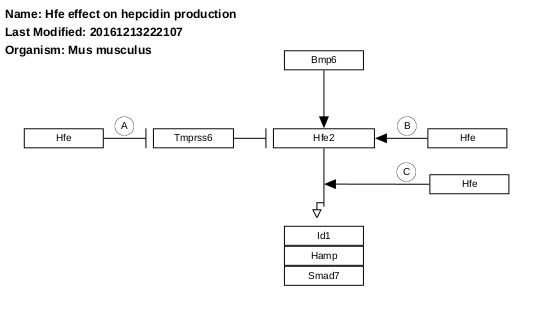 Name: Hfe effect on hepcidin production
Last Modified: 20161213222107
Organism: Mus musculus
Bmp6
A
B
Hfe
Tmprss6
Hfe2
Hfe
C
Hfe
Id1
Hamp
Smad7